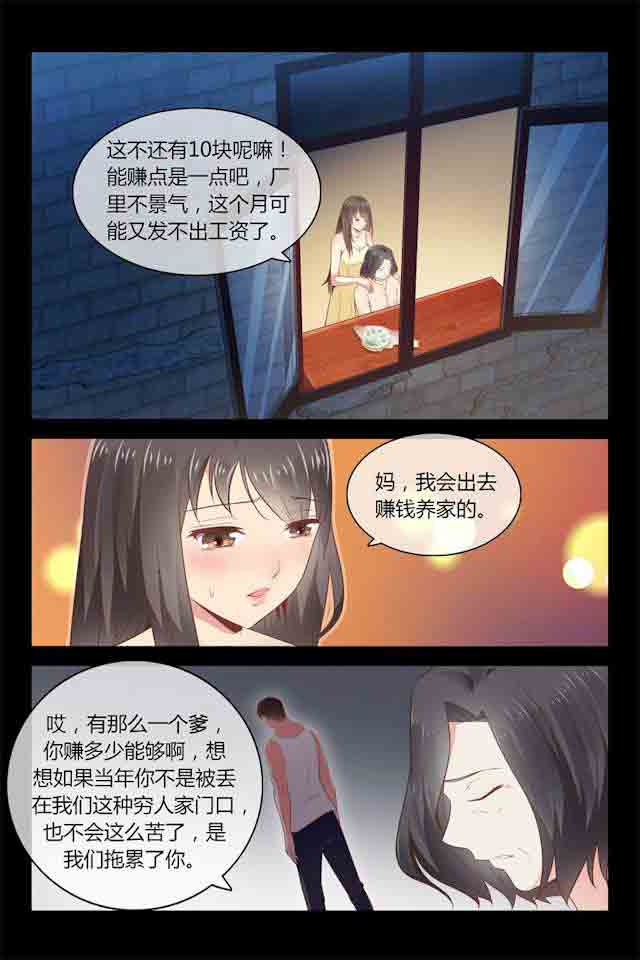 这不还有10块呢嘛！
能赚点是一点吧，厂
里不景气，这个月可
能又发不出工资了。
妈，我会出去
赚钱养家的。
哎，有那么一个爹，
你赚多少能够啊，想
想如果当年你不是被丢
在我们这种穷人家门口，
也不会这么苦了，是
我们拖累了你。